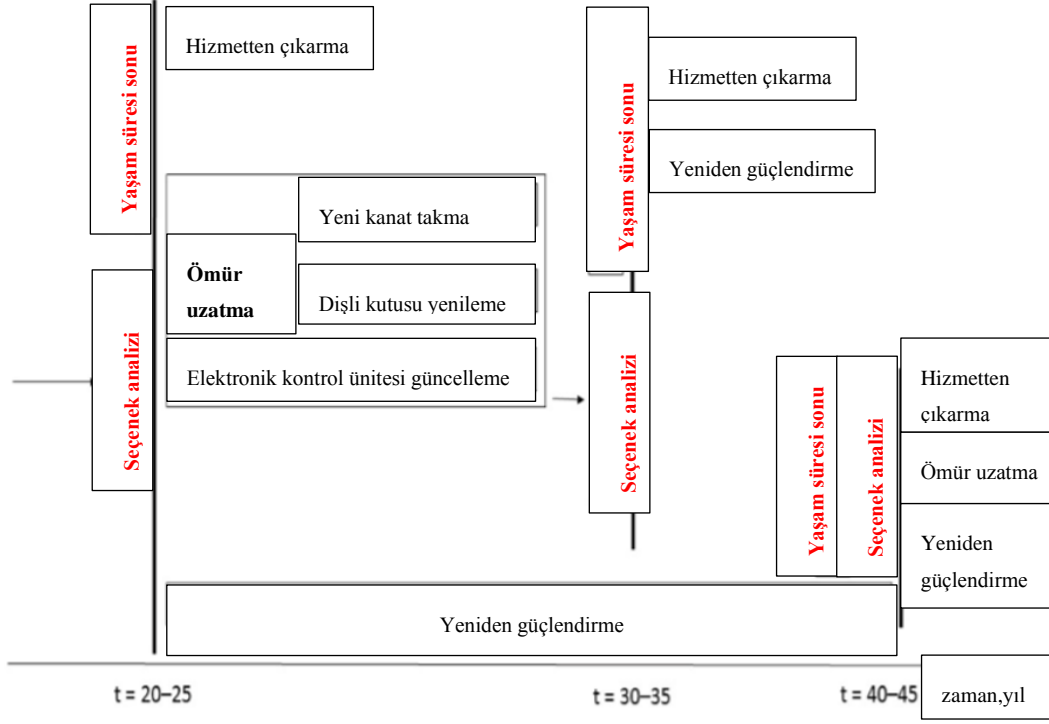 Yaşam süresi sonu
Hizmetten çıkarma
Seçenek analizi
Yeni kanat takma
Ömür
uzatma
Dişli kutusu yenileme
Elektronik kontrol ünitesi güncelleme
Yaşam süresi sonu
Hizmetten çıkarma
Yeniden güçlendirme
Seçenek analizi
Yaşam süresi sonu
Seçenek analizi
Hizmetten
çıkarma
Ömür uzatma
Yeniden
güçlendirme
Yeniden güçlendirme
t = 20–25
t = 30–35
t = 40–45
zaman,yıl